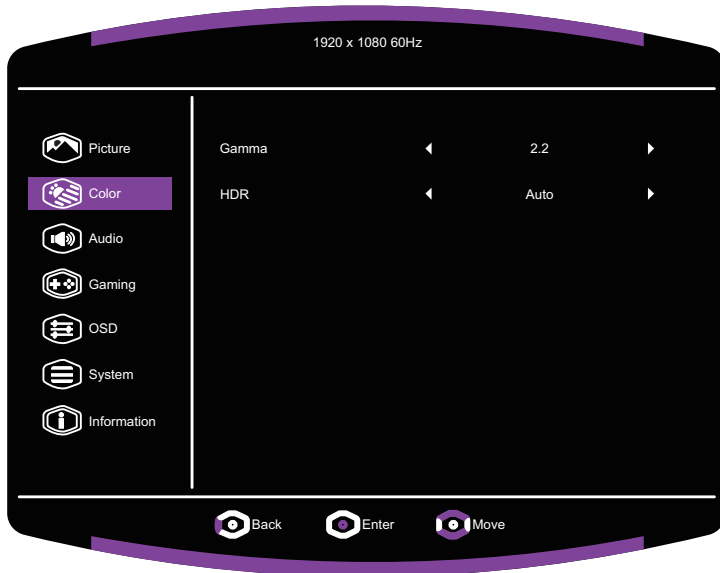 1920 x 1080 60Hz
Picture
Gamma 2.2
Color
HDR Auto
Audio
Gaming
OSD
System
Information
Back Enter Move